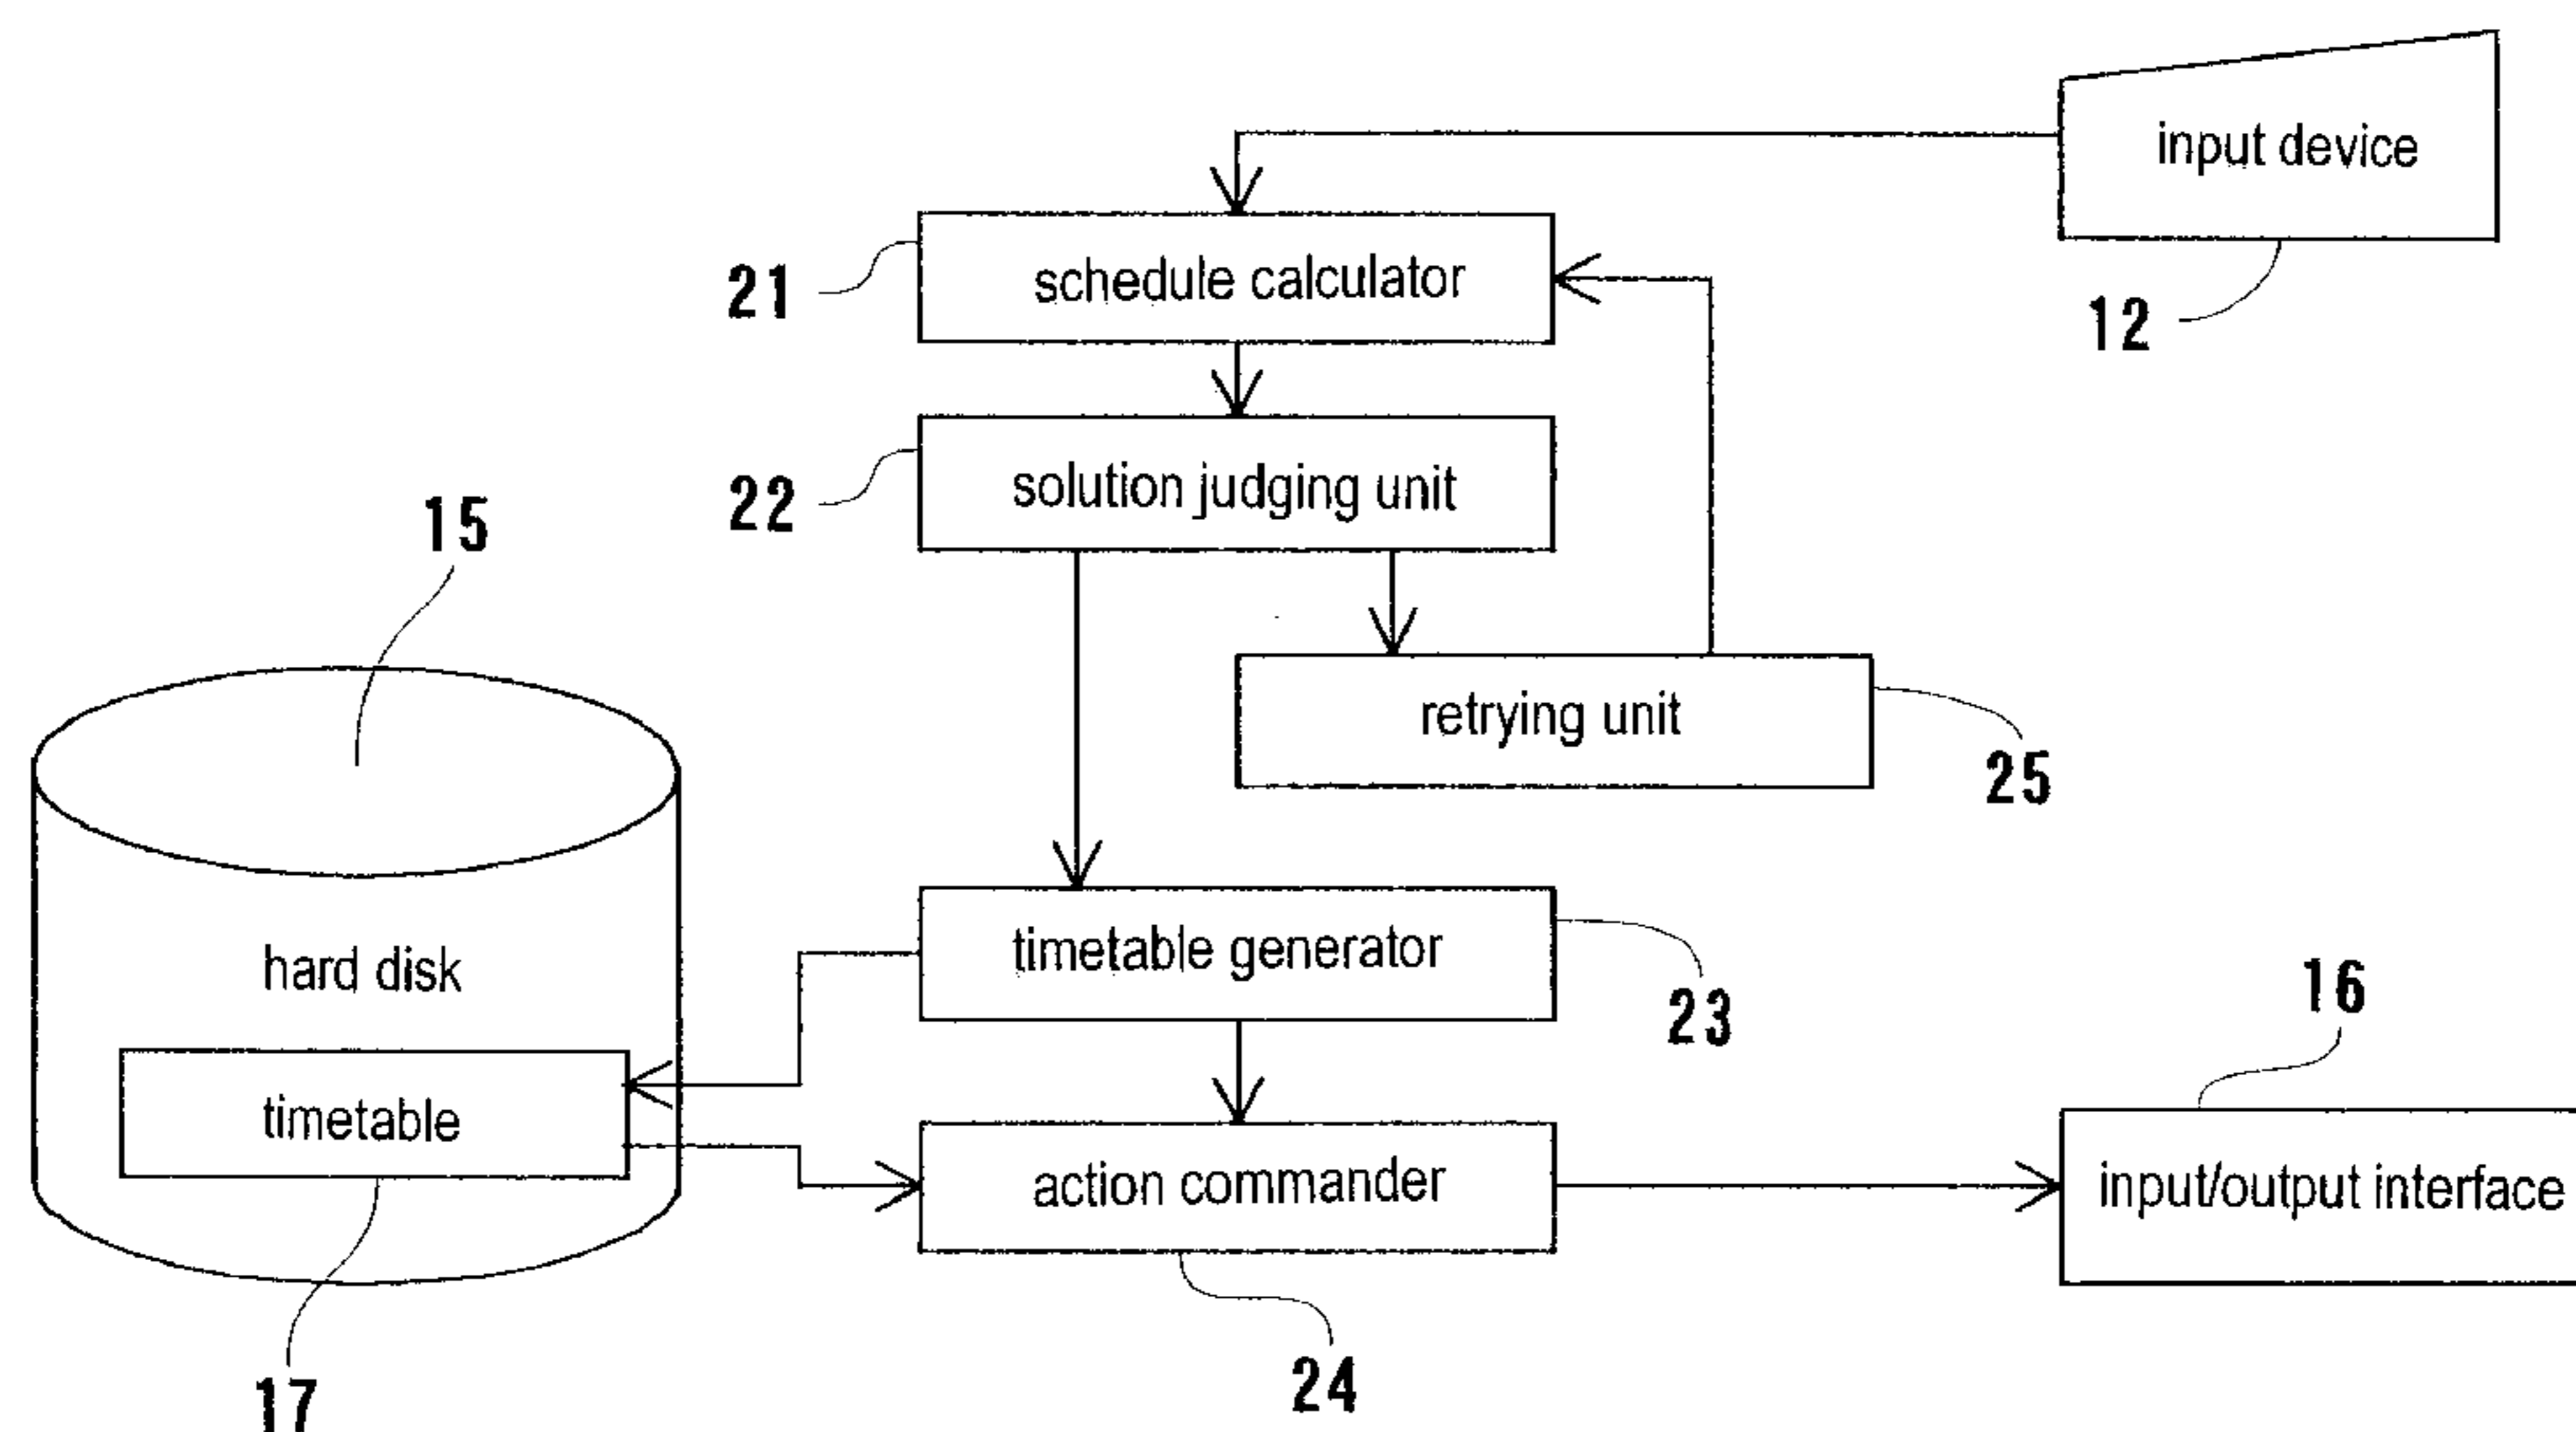 input device
12
21
schedule calculator
22
solution judging unit
15
retrying unit
25
timetable generator
23
hard disk
16
timetable
action commander
input/output interface
17
24